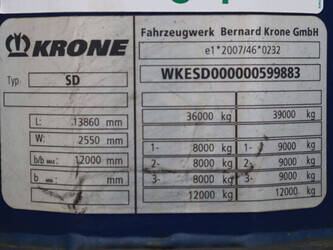 KRONE
Fahrzeugwerk Bernard Krone GmbH
e1*2007/46*0232
Typ: SD
WKESD000000599883
L: 13860 mm
W: 2550 mm
b/b MAX: 12000 mm
b MIN: mm
36000 kg 39000 kg
1- 8000 kg 1- 9000 kg
2- 8000 kg 2- 9000 kg
3- 8000 kg 3- 9000 kg
12000 kg 12000 kg